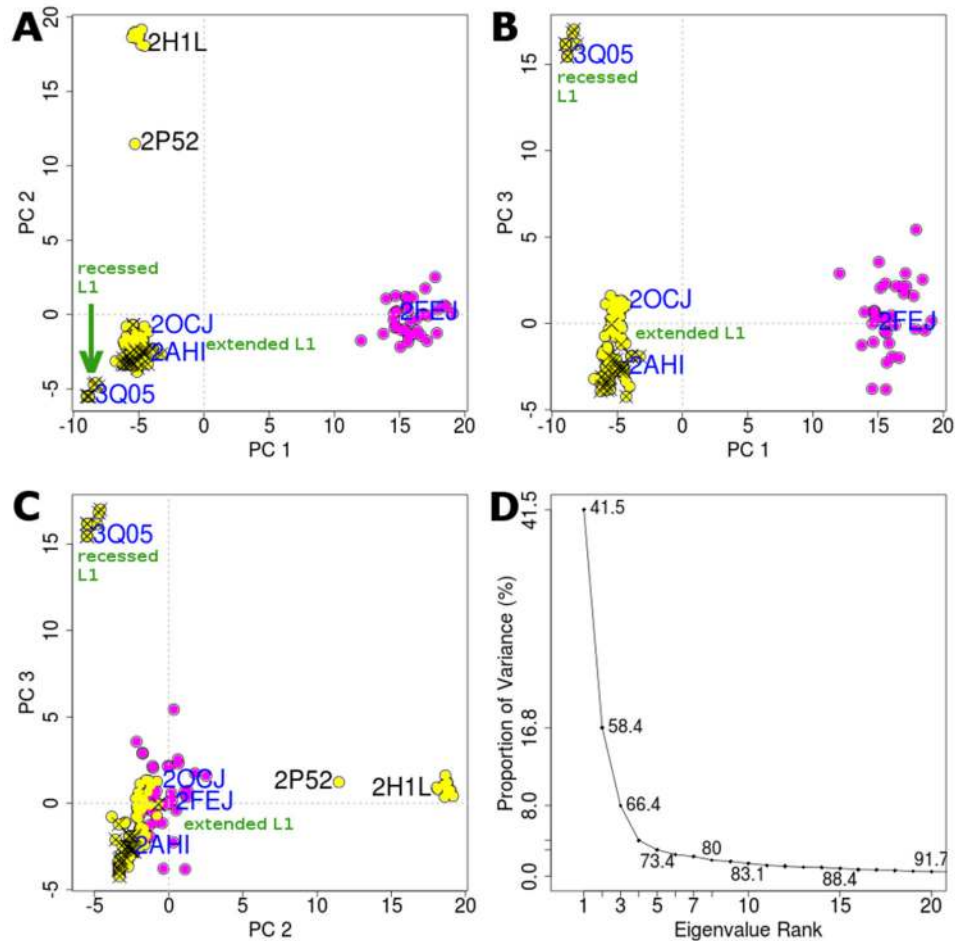 A
20
15
10
5
0
-5
PC 2
2H1L
2P52
recessed
L1
2OCJ
2AHI
3Q05
2FEJ
extended L1
-10 -5 0 5 10 15 20
PC 1
B
15
10
5
0
-5
PC 3
3Q05
recessed
L1
2OCJ
extended L1
2AHI
2FEJ
-10 -5 0 5 10 15 20
PC 1
C
15
10
5
0
-5
PC 3
3Q05
recessed
L1
2OCJ
2FEJ
extended L1
2AHI
2P52
2H1L
-5 0 5 10 15 20
PC 2
D
41.5
16.8
8.0
0.0
Proportion of Variance (%)
41.5
58.4
66.4
73.4
80
83.1
88.4
91.7
1 3 5 7 10 15 20
Eigenvalue Rank